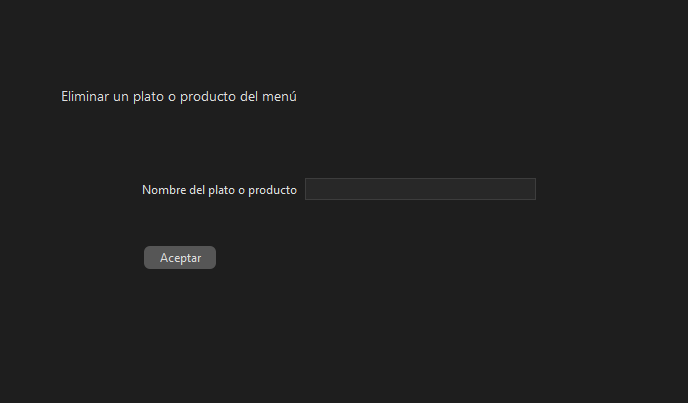 Eliminar un plato o producto del menú
Nombre del plato o producto
Aceptar